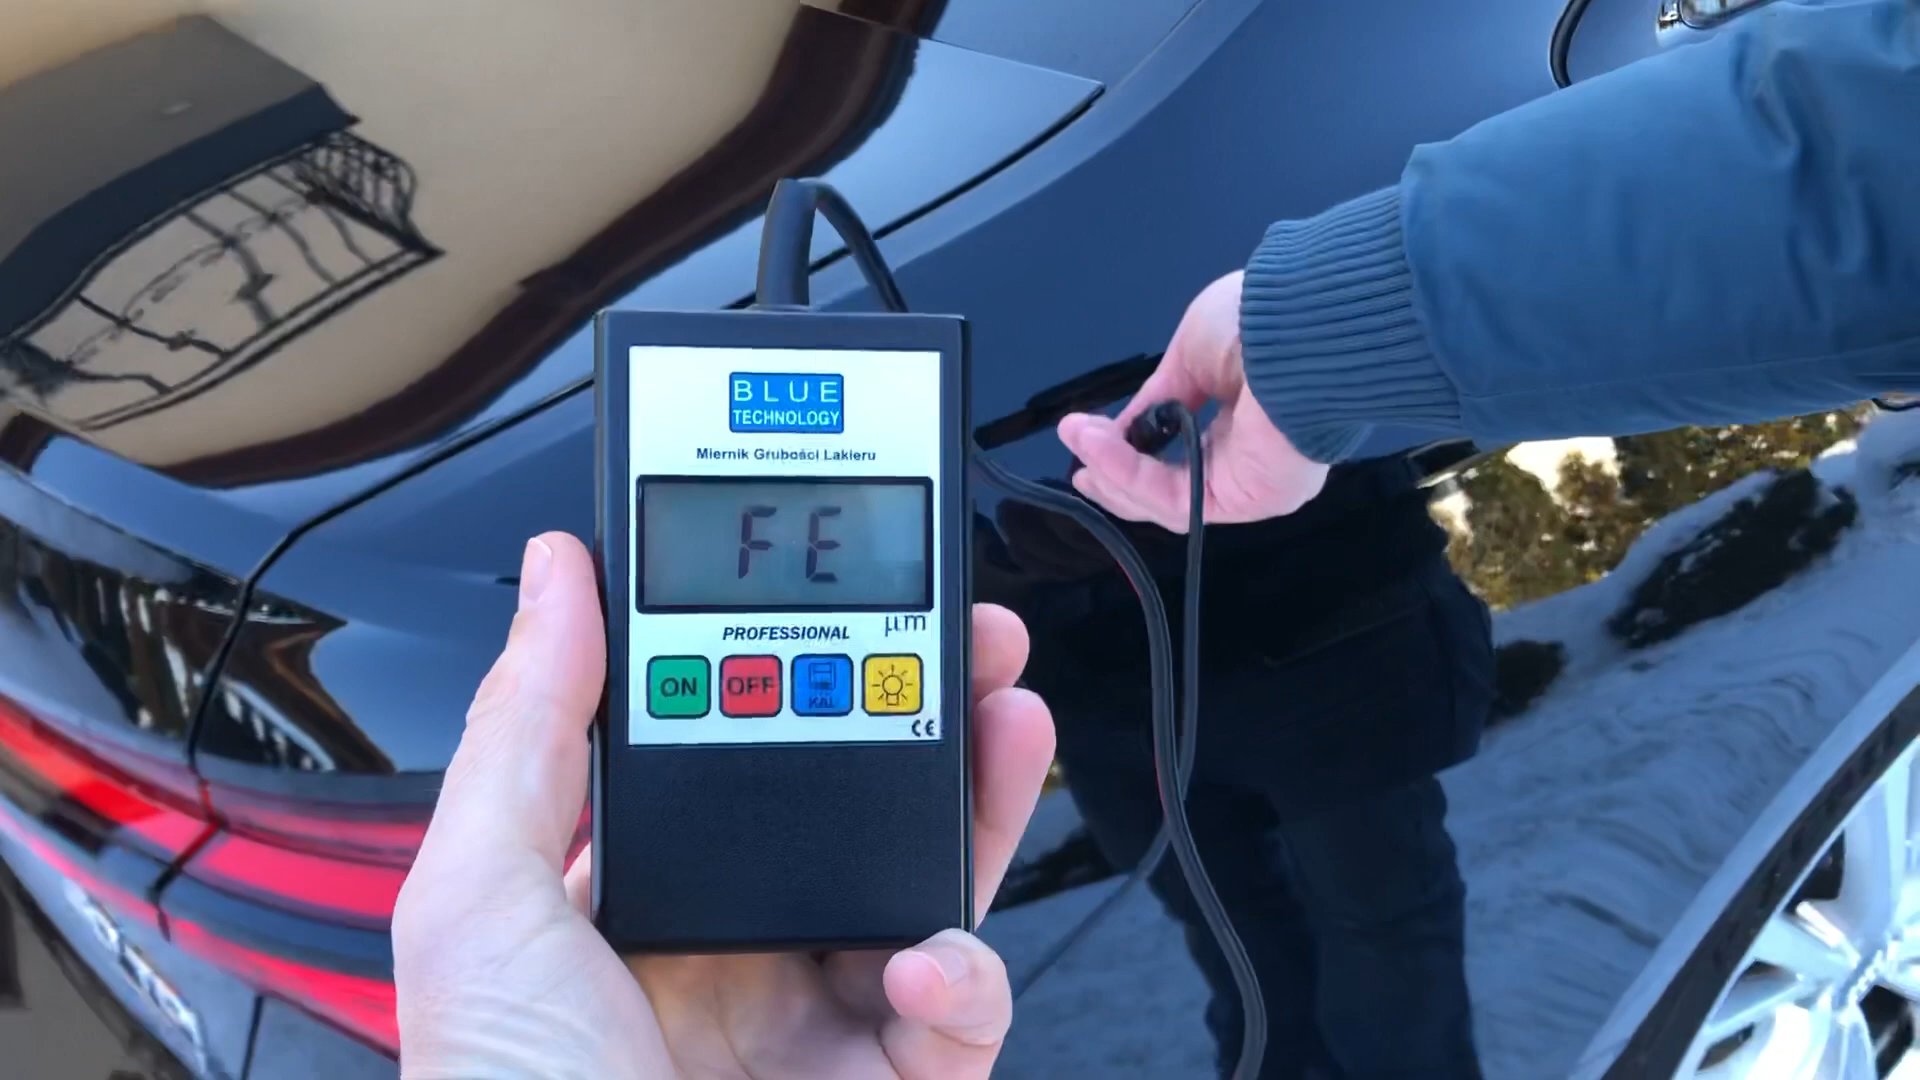 BLUE
TECHNOLOGY
Miernik Grubości Lakieru
FE
µm
PROFESSIONAL
ON
OFF
KAL
CE